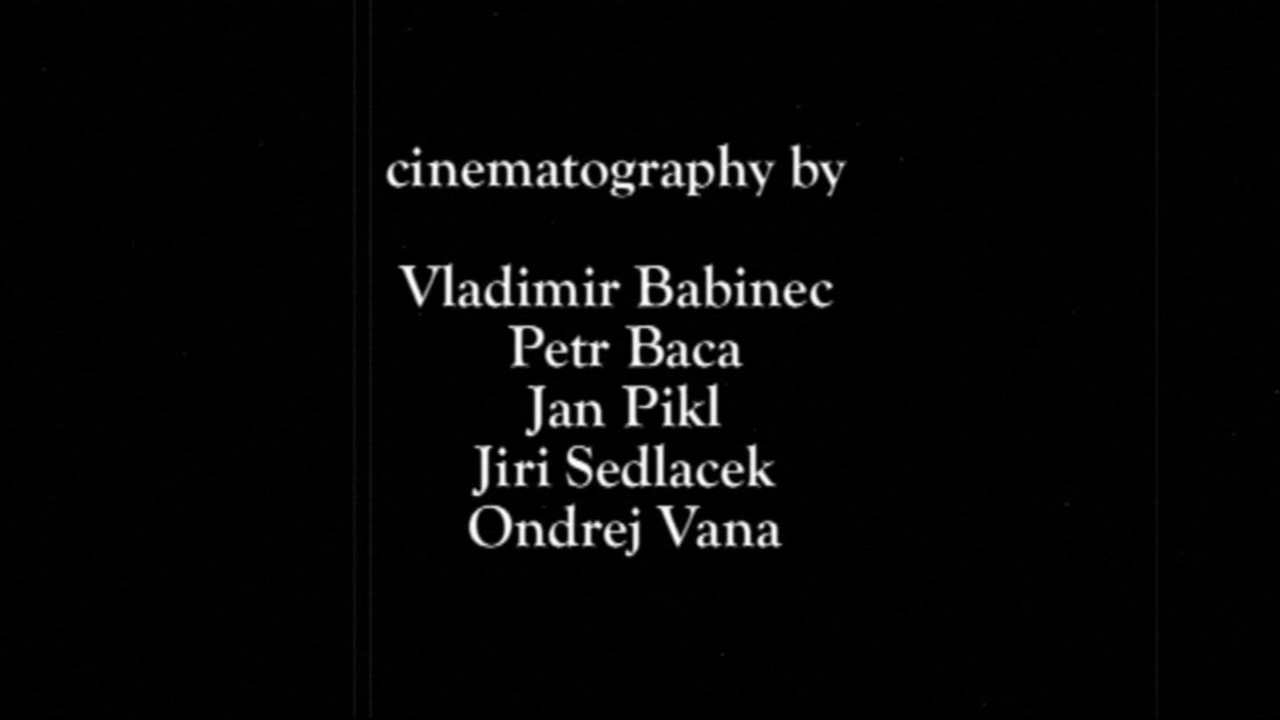 cinematography by
Vladimir Babinec
Petr Baca
Jan Pikl
Jiri Sedlacek
Ondrej Vana